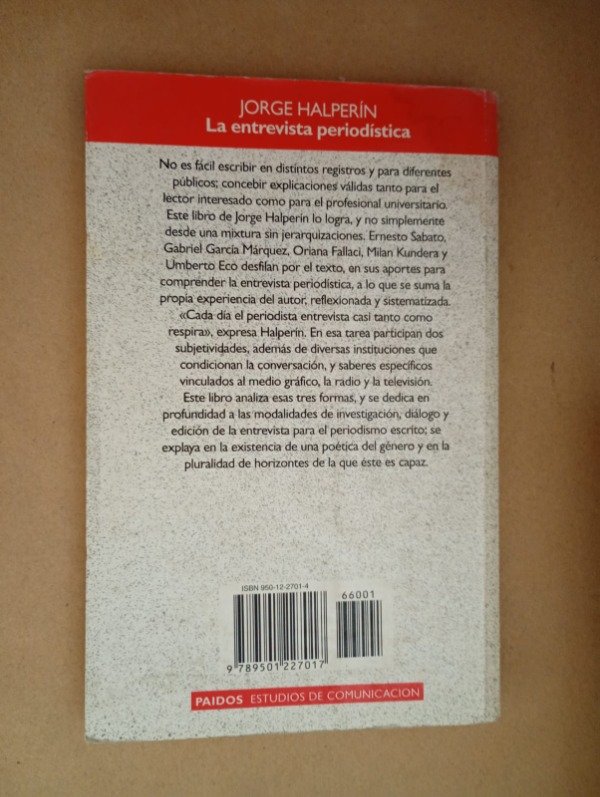 JORGE HALPERÍN
La entrevista periodística
No es fácil escribir en distintos registros y para diferentes
públicos; concebir explicaciones válidas tanto para el
lector interesado como para el profesional universitario.
Este libro de Jorge Halperín lo logra, y no simplemente
desde una mixtura sin jerarquizaciones. Ernesto Sabato,
Gabriel García Márquez, Oriana Fallaci, Milan Kundera y
Umberto Eco desfilan por el texto, en sus aportes para
comprender la entrevista periodística, a lo que se suma la
propia experiencia del autor, reflexionada y sistematizada.
«Cada día el periodista entrevista casi tanto como
respira», expresa Halperín. En esa tarea participan dos
subjetividades, además de diversas instituciones que
condicionan la conversación, y saberes específicos
vinculados al medio gráfico, la radio y la televisión.
Este libro analiza esas tres formas, y se dedica en
profundidad a las modalidades de investigación, diálogo y
edición de la entrevista para el periodismo escrito; se
explaya en la existencia de una poética del género y en la
pluralidad de horizontes de la que éste es capaz.
ISBN 950-12-2701-4
66001
9 789501 227017
PAIDOS ESTUDIOS DE COMUNICACION